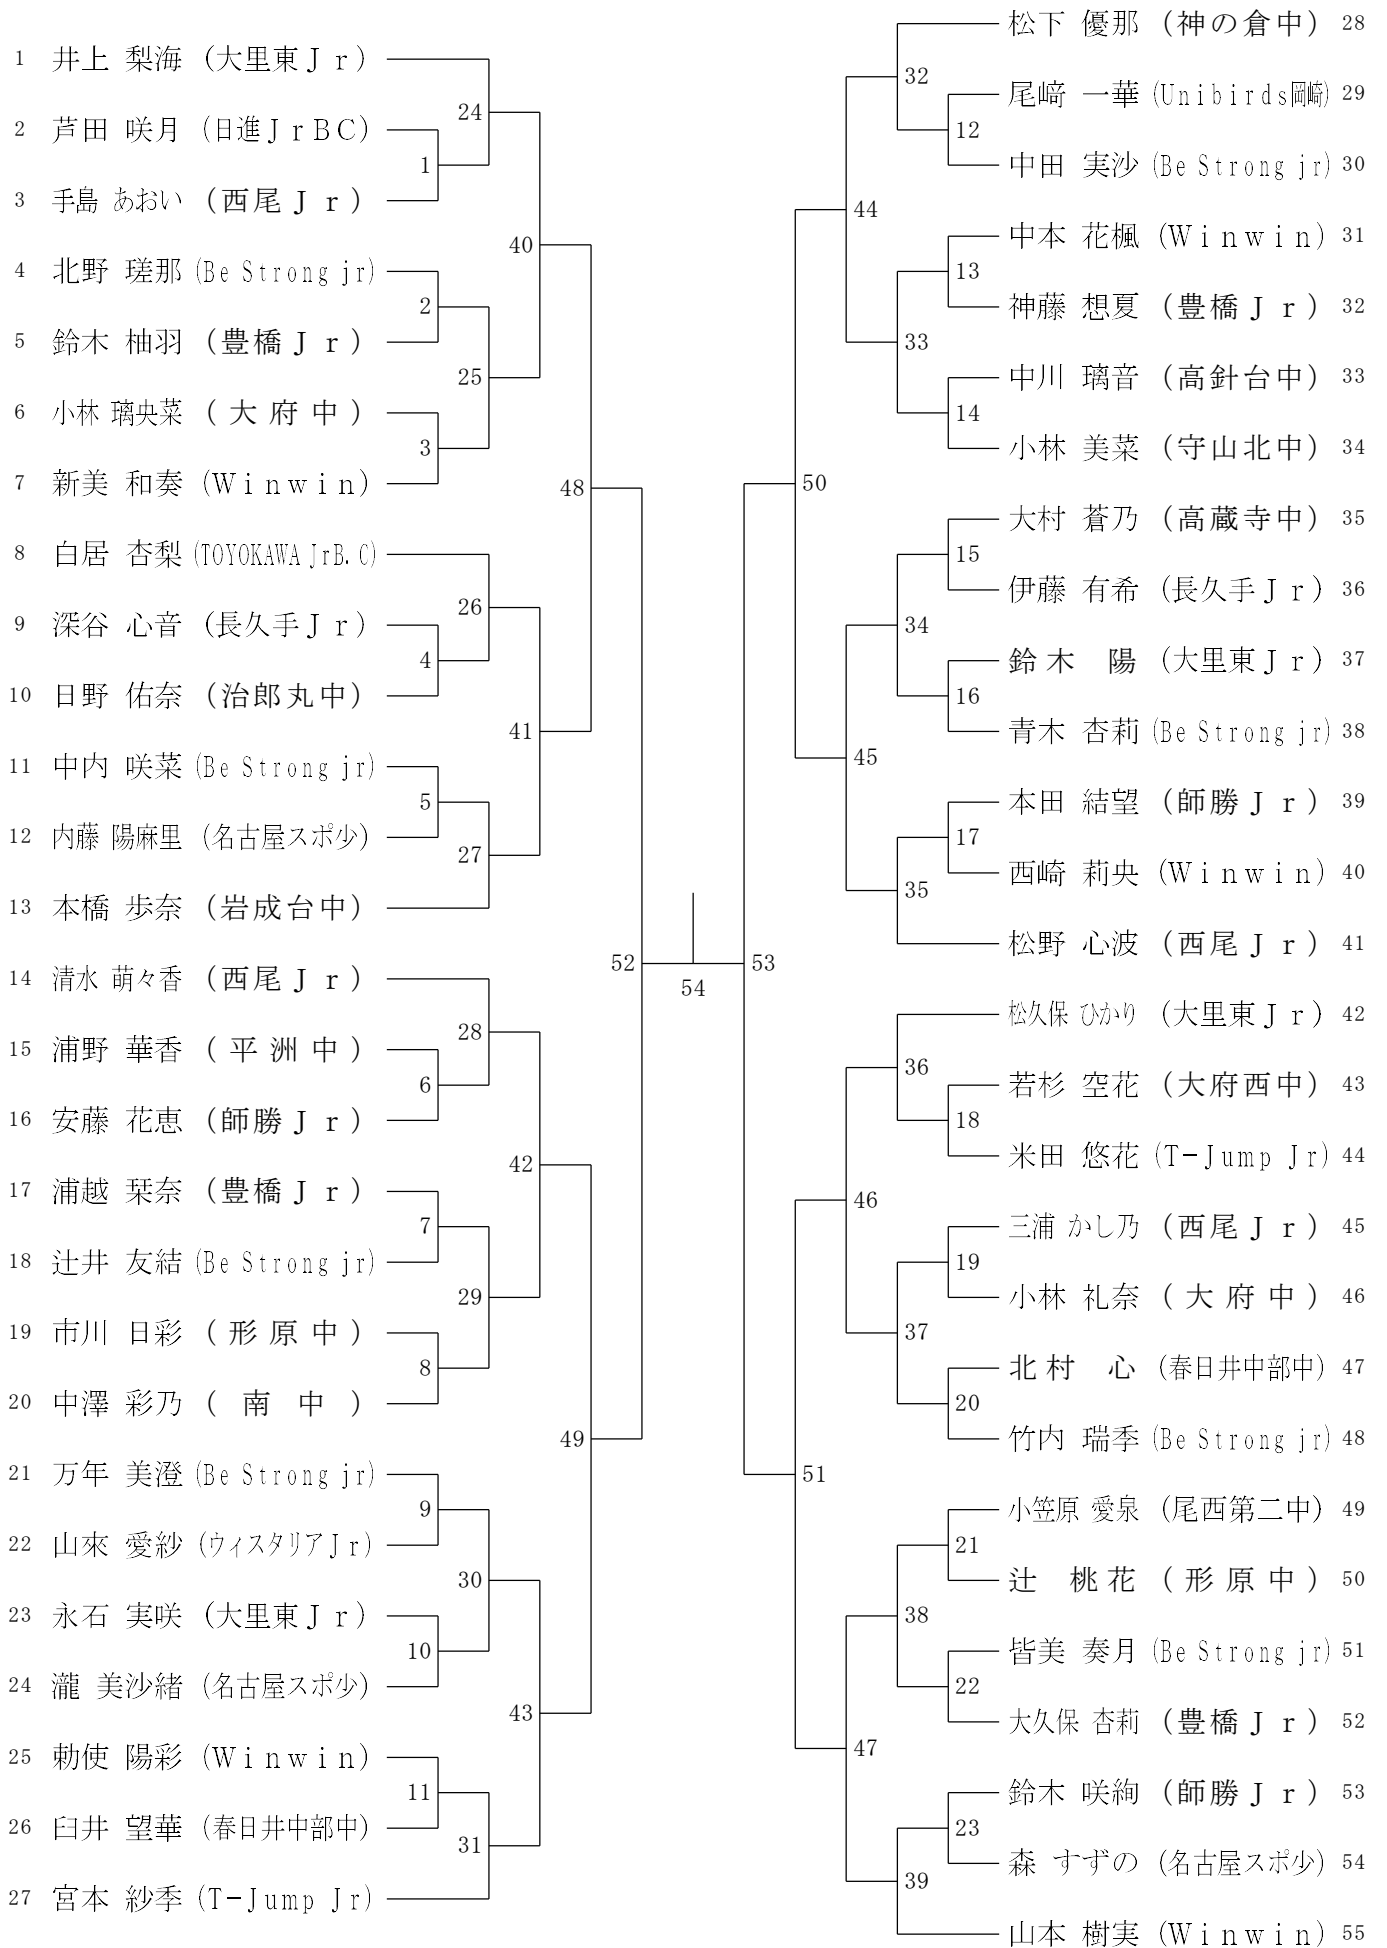 1 井上 梨海 (大里東Ｊｒ)
24
2 芦田 咲月 (日進ＪｒＢＣ)
1
3 手島 あおい (西尾Ｊｒ)
40
4 北野 瑳那 (Be Strong jr)
2
5 鈴木 柚羽 (豊橋Ｊｒ)
25
6 小林 璃央菜 (大府中)
3
7 新美 和奏 (Ｗｉｎｗｉｎ)
48
8 白居 杏梨 (TOYOKAWA JrB.C)
26
9 深谷 心音 (長久手Ｊｒ)
4
10 日野 佑奈 (治郎丸中)
41
11 中内 咲菜 (Be Strong jr)
5
12 内藤 陽麻里 (名古屋スポ少)
27
13 本橋 歩奈 (岩成台中)
52
14 清水 萌々香 (西尾Ｊｒ)
28
15 浦野 華香 (平洲中)
6
16 安藤 花恵 (師勝Ｊｒ)
42
17 浦越 栞奈 (豊橋Ｊｒ)
7
18 辻井 友結 (Be Strong jr)
29
19 市川 日彩 (形原中)
8
20 中澤 彩乃 (南中)
49
21 万年 美澄 (Be Strong jr)
9
22 山來 愛紗 (ウィスタリアＪｒ)
30
23 永石 実咲 (大里東Ｊｒ)
10
24 瀧 美沙緒 (名古屋スポ少)
43
25 勅使 陽彩 (Ｗｉｎｗｉｎ)
11
26 臼井 望華 (春日井中部中)
31
27 宮本 紗季 (T-Jump Jr)
54
松下 優那 (神の倉中) 28
32
尾﨑 一華 (Unibirds岡崎) 29
12
中田 実沙 (Be Strong jr) 30
44
中本 花楓 (Ｗｉｎｗｉｎ) 31
13
神藤 想夏 (豊橋Ｊｒ) 32
33
中川 璃音 (高針台中) 33
14
小林 美菜 (守山北中) 34
50
大村 蒼乃 (高蔵寺中) 35
15
伊藤 有希 (長久手Ｊｒ) 36
34
鈴木 陽 (大里東Ｊｒ) 37
16
青木 杏莉 (Be Strong jr) 38
45
本田 結望 (師勝Ｊｒ) 39
17
西崎 莉央 (Ｗｉｎｗｉｎ) 40
35
松野 心波 (西尾Ｊｒ) 41
53
松久保 ひかり (大里東Ｊｒ) 42
36
若杉 空花 (大府西中) 43
18
米田 悠花 (T-Jump Jr) 44
46
三浦 かし乃 (西尾Ｊｒ) 45
19
小林 礼奈 (大府中) 46
37
北村 心 (春日井中部中) 47
20
竹内 瑞季 (Be Strong jr) 48
51
小笠原 愛泉 (尾西第二中) 49
21
辻 桃花 (形原中) 50
38
皆美 奏月 (Be Strong jr) 51
22
大久保 杏莉 (豊橋Ｊｒ) 52
47
鈴木 咲絢 (師勝Ｊｒ) 53
23
森 すずの (名古屋スポ少) 54
39
山本 樹実 (Ｗｉｎｗｉｎ) 55